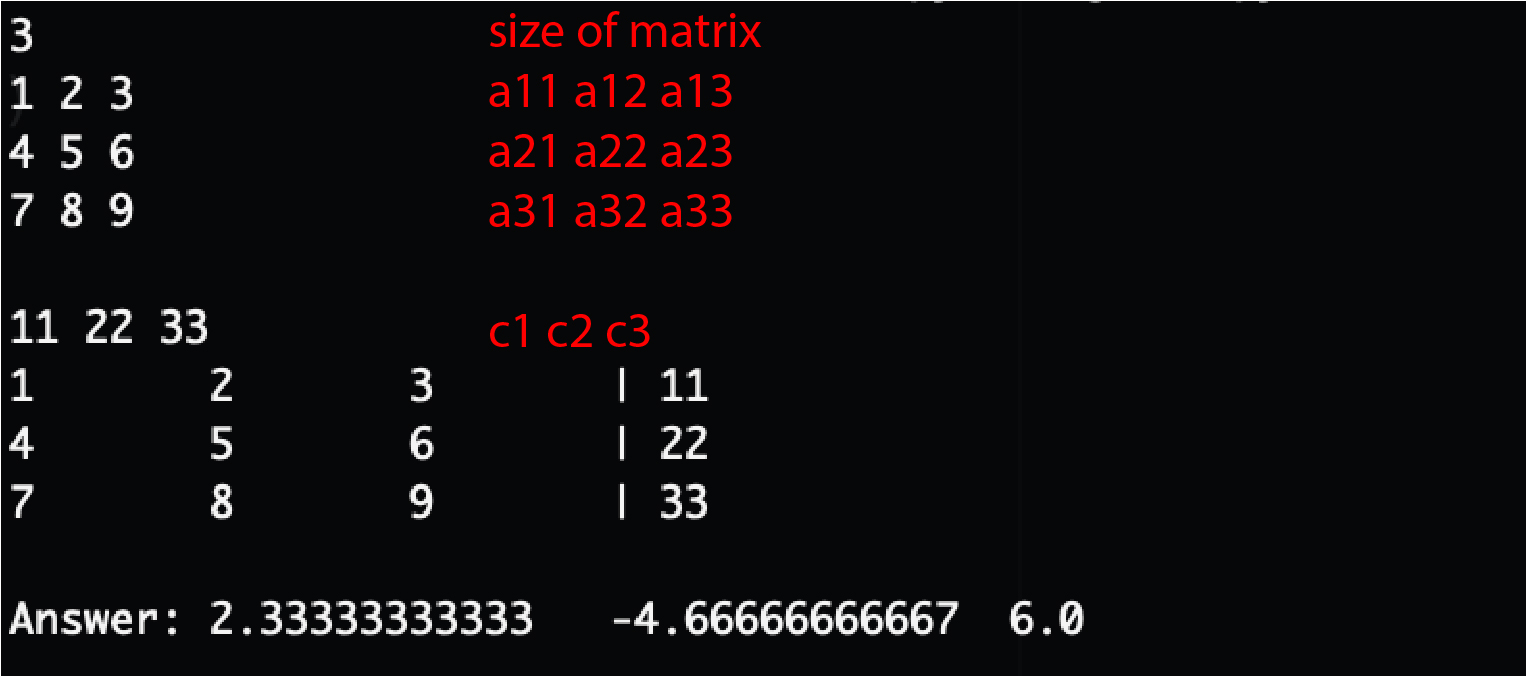 3 size of matrix
1 2 3 a11 a12 a13
4 5 6 a21 a22 a23
7 8 9 a31 a32 a33
11 22 33 c1 c2 c3
1 2 3 | 11
4 5 6 | 22
7 8 9 | 33
Answer: 2.33333333333 -4.66666666667 6.0